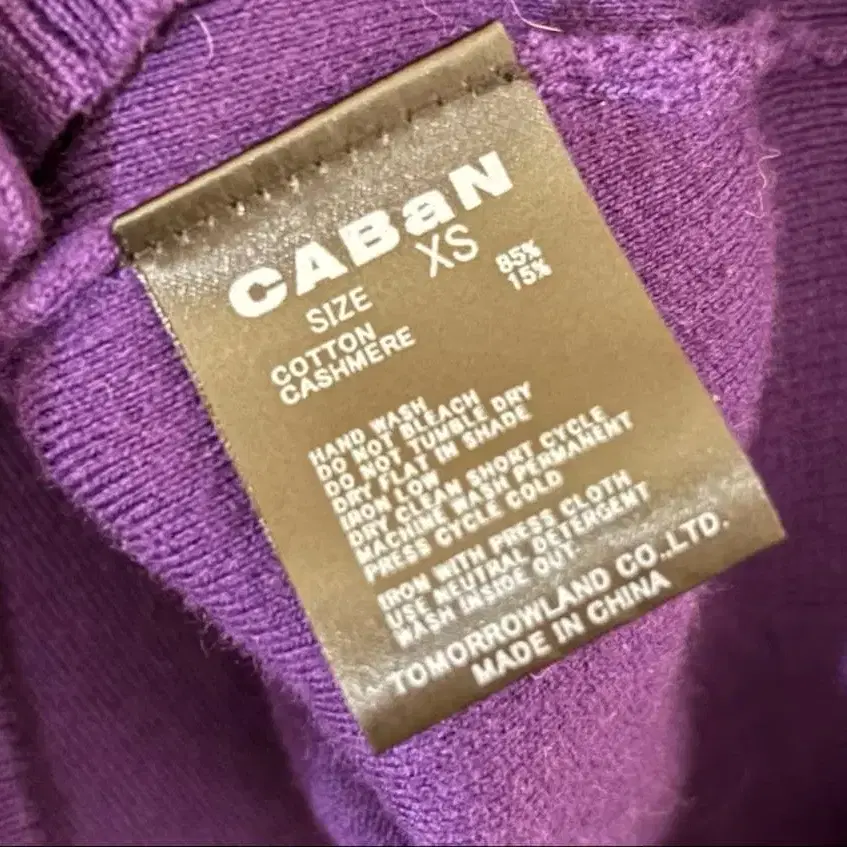 CABaN
SIZE XS
COTTON 85%
CASHMERE 15%
HAND WASH
DO NOT BLEACH
DO NOT TUMBLE DRY
DRY FLAT IN SHADE
IRON LOW
DRY CLEAN SHORT CYCLE
MACHINE WASH PERMANENT
PRESS CYCLE COLD
IRON WITH PRESS CLOTH
USE NEUTRAL DETERGENT
WASH INSIDE OUT
TOMORROWLAND CO.,LTD.
MADE IN CHINA